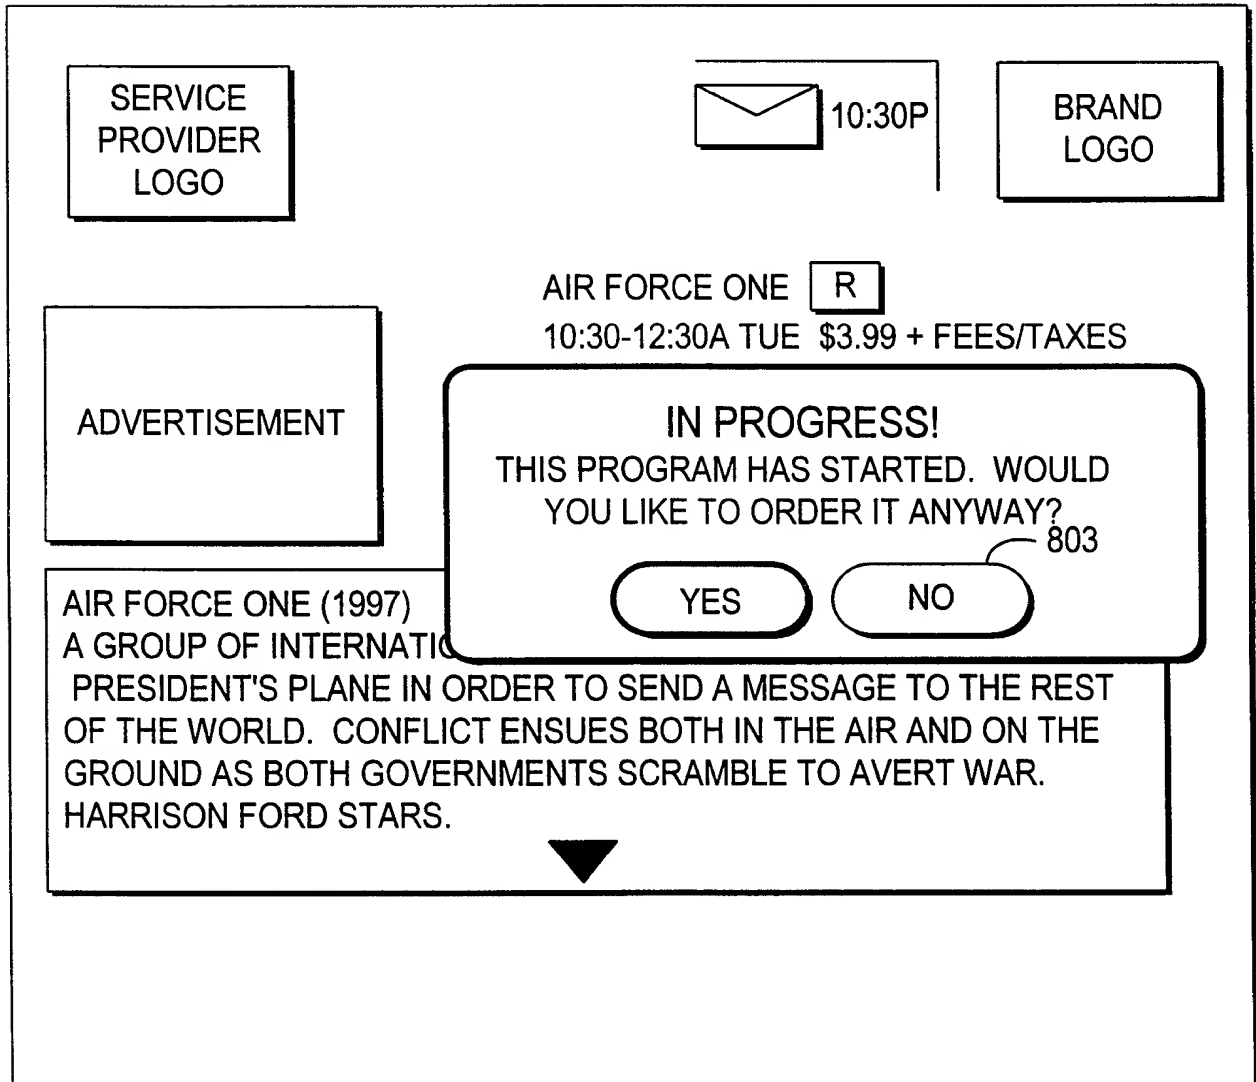 SERVICE
PROVIDER
LOGO
10:30P
BRAND
LOGO
AIR FORCE ONE R
10:30-12:30A TUE $3.99 + FEES/TAXES
ADVERTISEMENT
IN PROGRESS!
THIS PROGRAM HAS STARTED. WOULD
YOU LIKE TO ORDER IT ANYWAY?
803
YES
NO
AIR FORCE ONE (1997)
A GROUP OF
PRESIDENT'S PLANE IN ORDER TO SEND A MESSAGE TO THE REST
OF THE WORLD. CONFLICT ENSUES BOTH IN THE AIR AND ON THE
GROUND AS BOTH GOVERNMENTS SCRAMBLE TO AVERT WAR.
HARRISON FORD STARS.